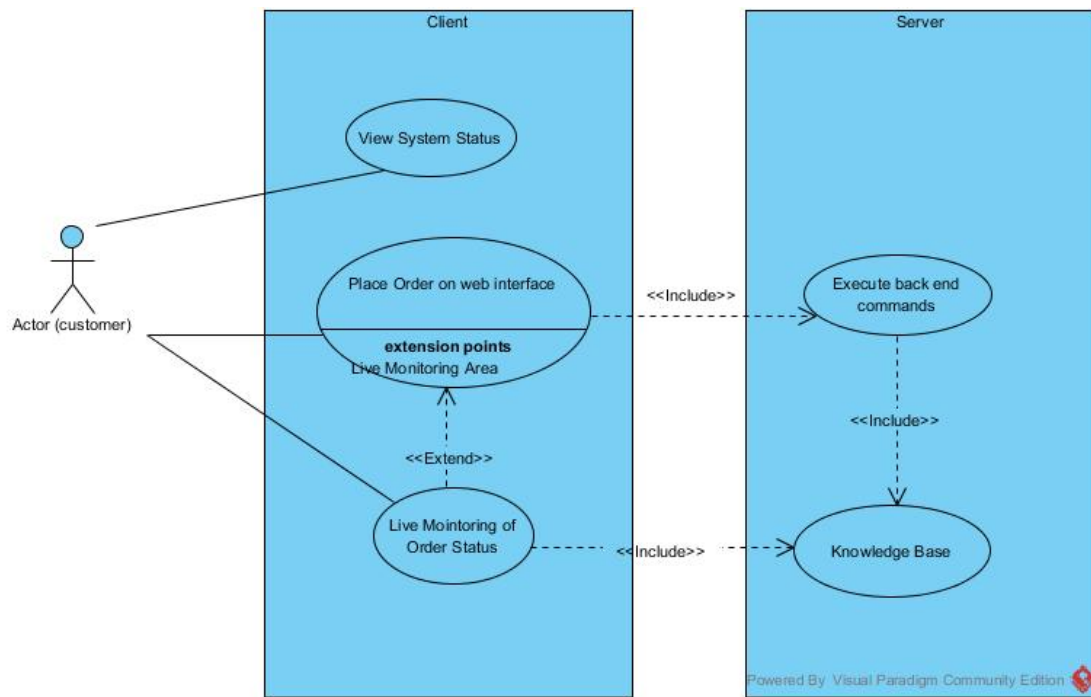 Client
Server
View System Status
Actor (customer)
Place Order on web interface
extension points
Live Monitoring Area
<<Include>>
Execute back end
commands
<<Extend>>
<<Include>>
Live Mointoring of
Order Status
<<Include>>
Knowledge Base
Powered By Visual Paradigm Community Edition